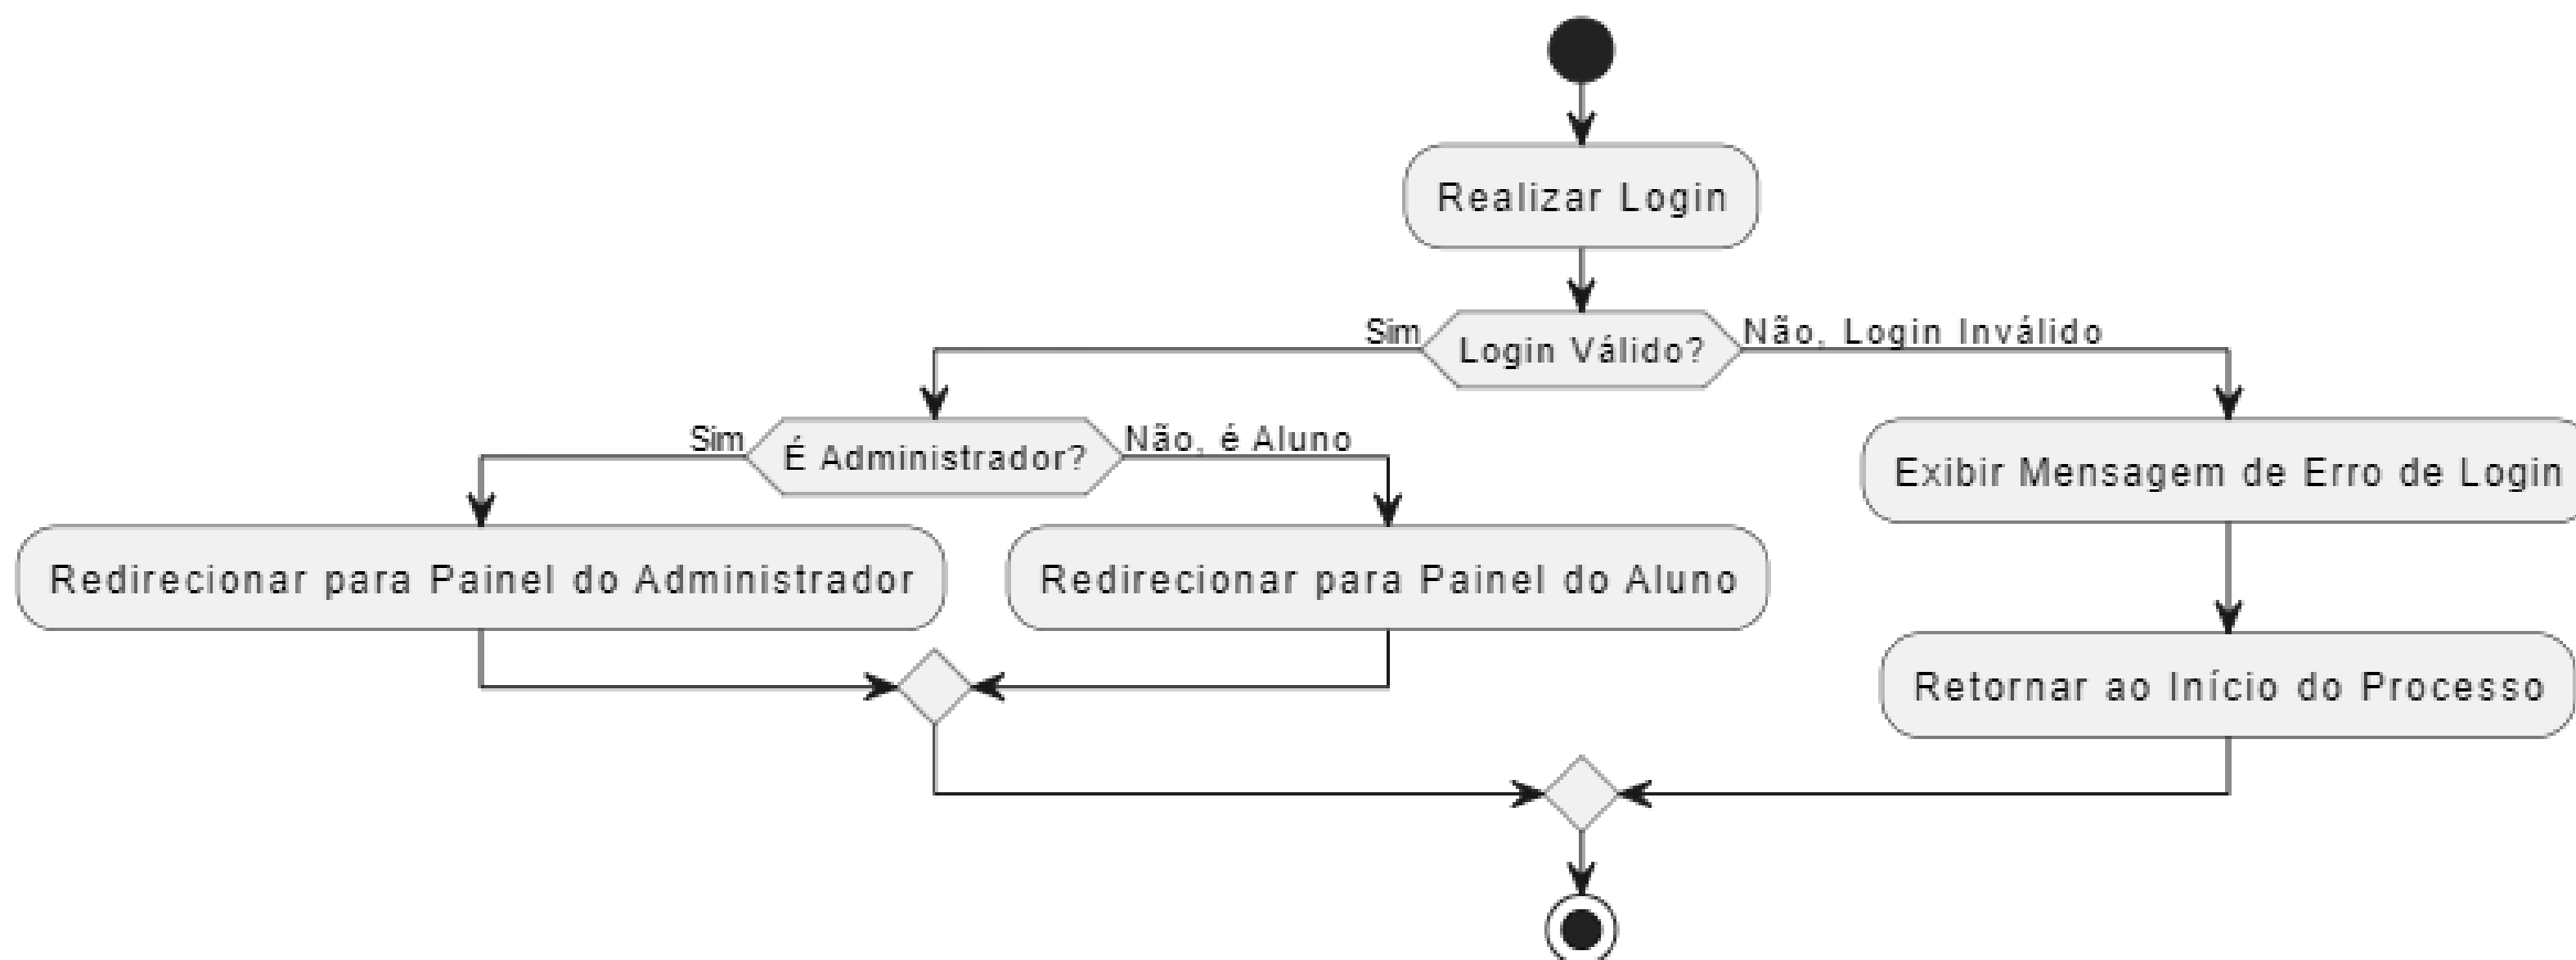 Realizar Login
Sim
Login Válido?
Não, Login Inválido
Sim
É Administrador?
Não, é Aluno
Exibir Mensagem de Erro de Login
Redirecionar para Painel do Administrador
Redirecionar para Painel do Aluno
Retornar ao Início do Processo